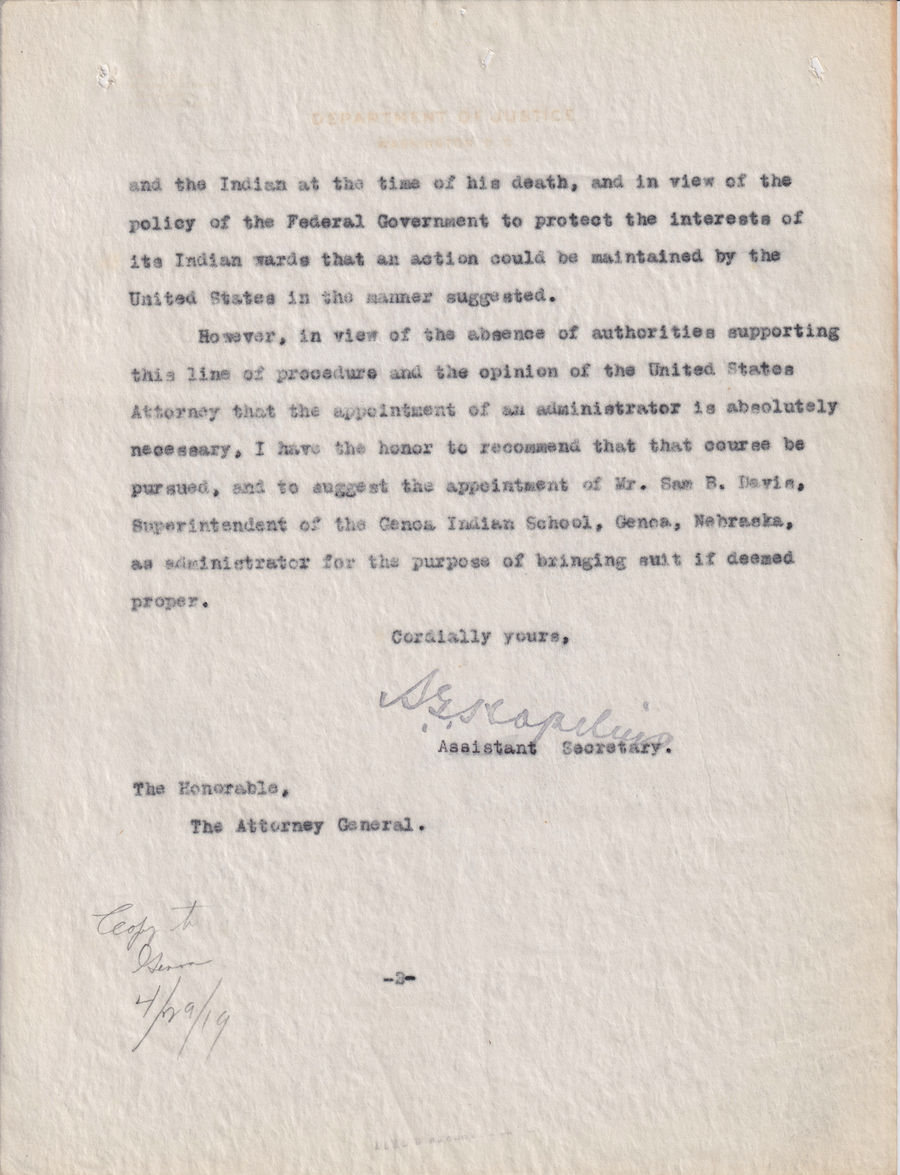 DEPARTMENT OF JUSTICE
WASHINGTON, D.C.
and the Indian at the time of his death, and in view of the
policy of the Federal Government to protect the interests of
its Indian wards that an action could be maintained by the
United States in the manner suggested.
However, in view of the absence of authorities supporting
this line of procedure and the opinion of the United States
Attorney that the appointment of an administrator is absolutely
necessary, I have the honor to recommend that that course be
pursued, and to suggest the appointment of Mr. Sam B. Davis,
Superintendent of the Genoa Indian School, Genoa, Nebraska,
as administrator for the purpose of bringing suit if deemed
proper.
Cordially yours,
Assistant Secretary.
The Honorable,
The Attorney General.
Copy to
Genoa
4/29/19
-2-